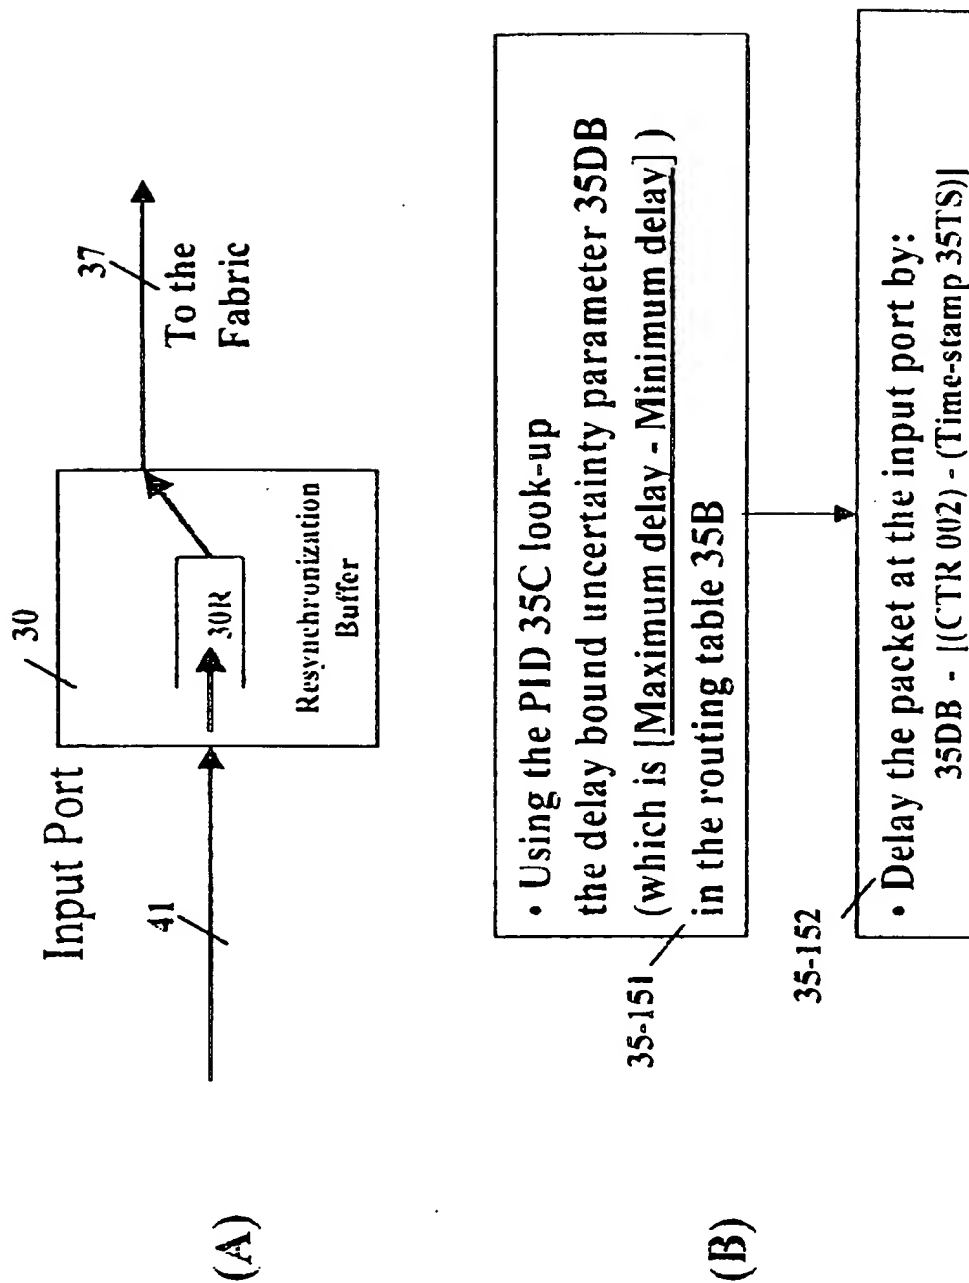 (A)
Input Port
41
30
30R
Resynchronization
Buffer
37
To the
Fabric
(B)
35-151
• Using the PID 35C look-up
the delay bound uncertainty parameter 35DB
(which is [Maximum delay - Minimum delay] )
in the routing table 35B
35-152
• Delay the packet at the input port by:
35DB - [(CTR 002) - (Time-stamp 35TS)]